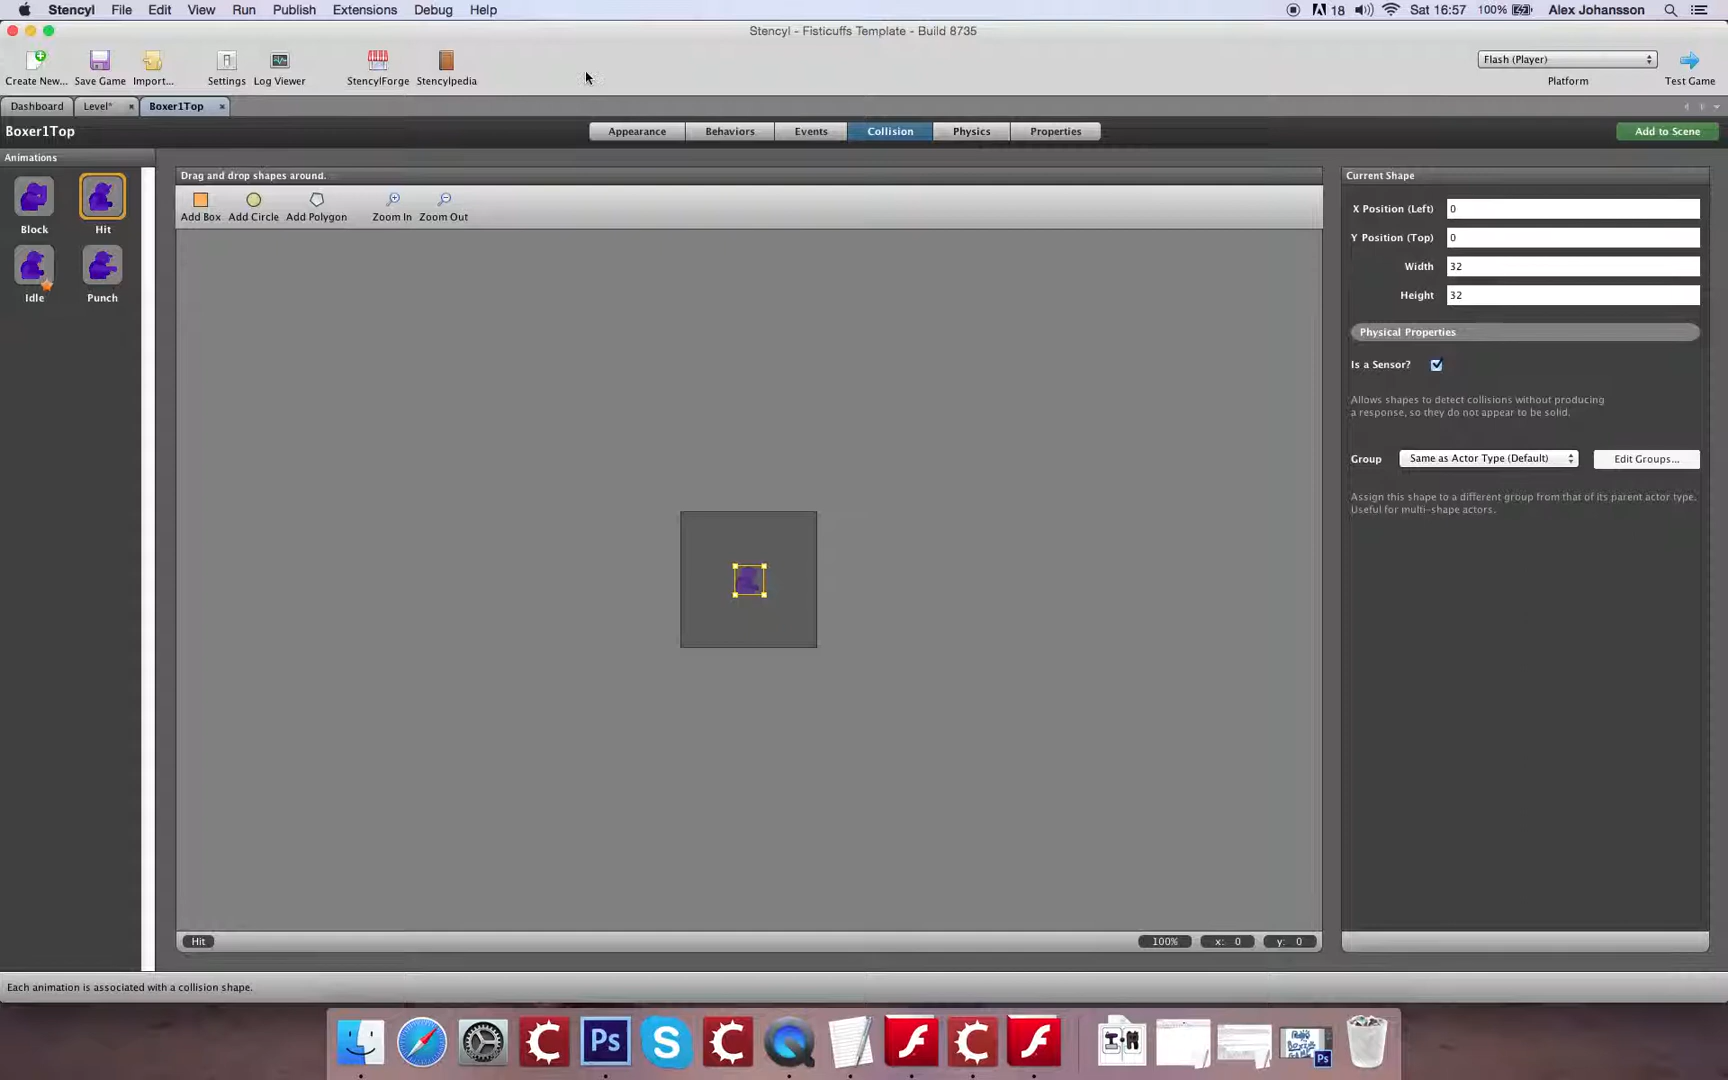 Stencyl File Edit View Run Publish Extensions Debug Help
18 Sat 16:57 100% Alex Johansson
Stencyl - Fisticuffs Template - Build 8735
Create New... Save Game Import... Settings Log Viewer StencylForge Stencylpedia
Flash (Player)
Platform Test Game
Dashboard Level* Boxer1Top
Boxer1Top
Appearance Behaviors Events Collision Physics Properties
Add to Scene
Animations
Block Hit
Idle Punch
Drag and drop shapes around.
Add Box Add Circle Add Polygon Zoom In Zoom Out
Current Shape
X Position (Left) 0
Y Position (Top) 0
Width 32
Height 32
Physical Properties
Is a Sensor?
Allows shapes to detect collisions without producing
a response, so they do not appear to be solid.
Group Same as Actor Type (Default) Edit Groups...
Assign this shape to a different group from that of its parent actor type.
Useful for multi-shape actors.
Hit
100% x: 0 y: 0
Each animation is associated with a collision shape.
Ps
Ps